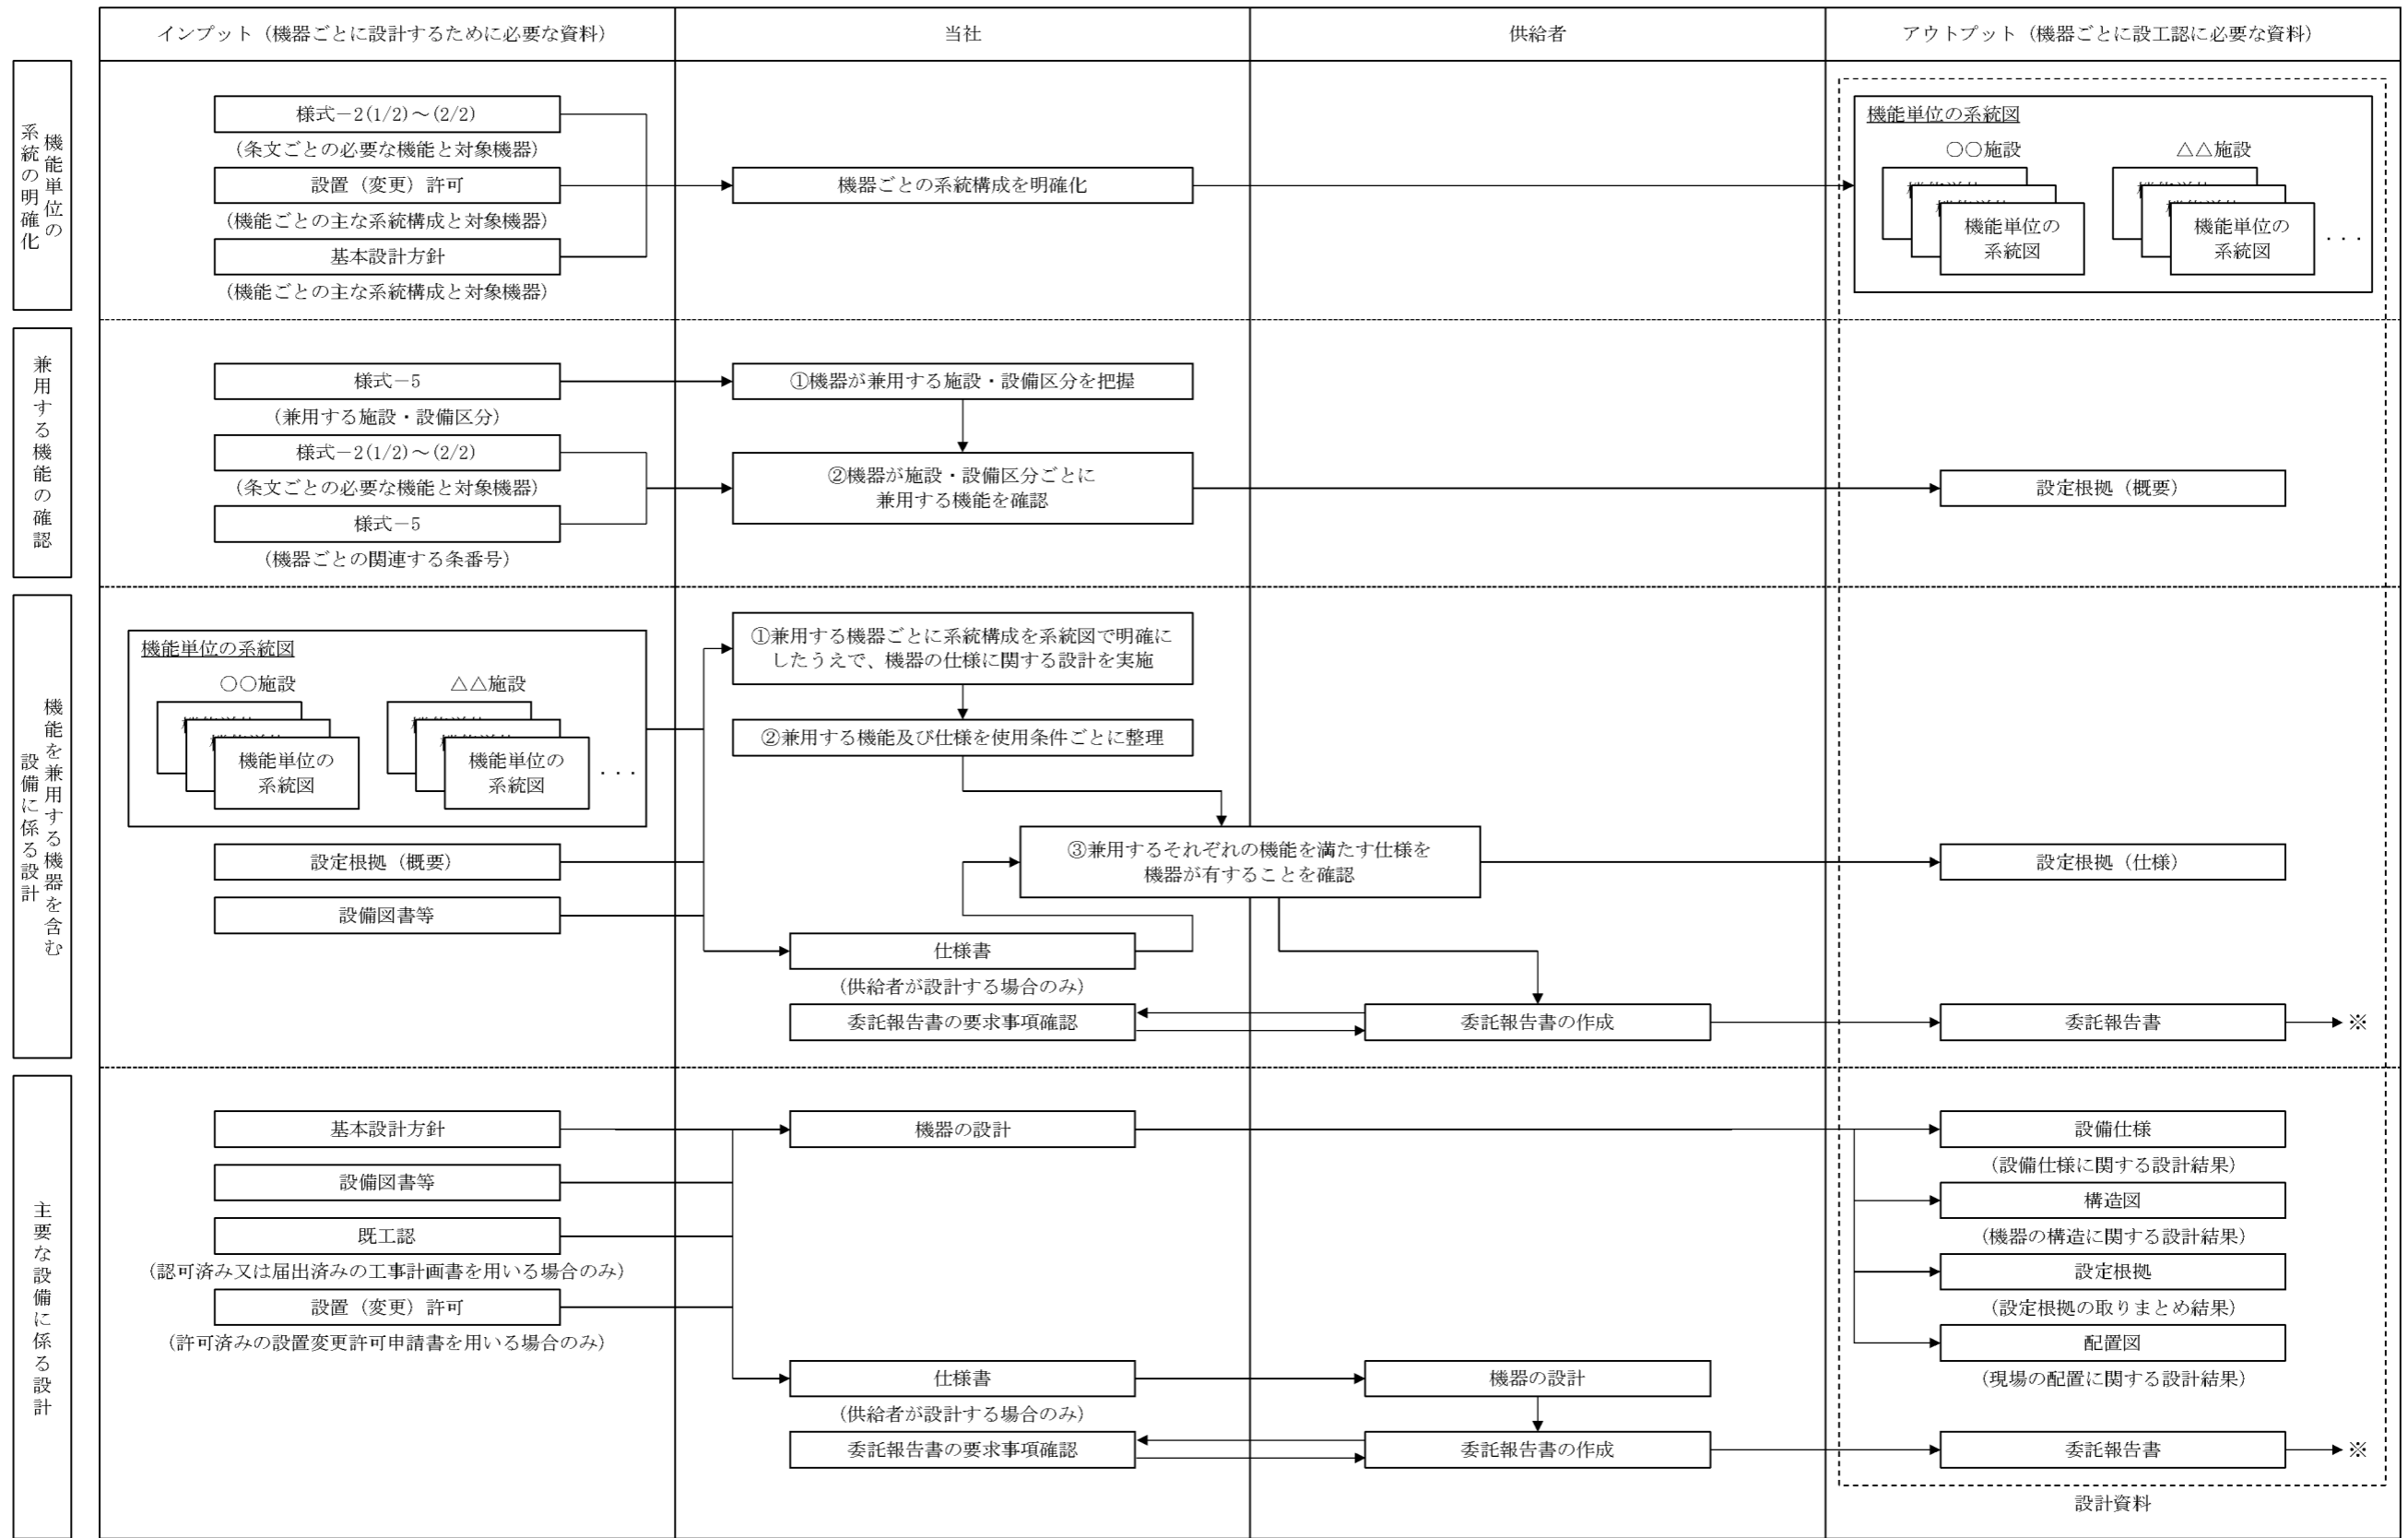 インプット（機器ごとに設計するために必要な資料）
当社
供給者
アウトプット（機器ごとに設工認に必要な資料）
機能単位の
系統の明確化
様式－2(1/2)～(2/2)
（条文ごとの必要な機能と対象機器）
設置（変更）許可
（機能ごとの主な系統構成と対象機器）
基本設計方針
（機能ごとの主な系統構成と対象機器）
機器ごとの系統構成を明確化
機能単位の系統図
○○施設
△△施設
機能単位の
系統図
機能単位の
系統図
・・・
兼用する機能の確認
様式－5
（兼用する施設・設備区分）
様式－2(1/2)～(2/2)
（条文ごとの必要な機能と対象機器）
様式－5
（機器ごとの関連する条番号）
①機器が兼用する施設・設備区分を把握
②機器が施設・設備区分ごとに
兼用する機能を確認
設定根拠（概要）
機能を兼用する機器を含む
設備に係る設計
機能単位の系統図
○○施設
△△施設
機能単位の
系統図
機能単位の
系統図
・・・
設定根拠（概要）
設備図書等
①兼用する機器ごとに系統構成を系統図で明確に
したうえで、機器の仕様に関する設計を実施
②兼用する機能及び仕様を使用条件ごとに整理
③兼用するそれぞれの機能を満たす仕様を
機器が有することを確認
設定根拠（仕様）
仕様書
（供給者が設計する場合のみ）
委託報告書の要求事項確認
委託報告書の作成
委託報告書
※
主要な設備に係る設計
基本設計方針
設備図書等
既工認
（認可済み又は届出済みの工事計画書を用いる場合のみ）
設置（変更）許可
（許可済みの設置変更許可申請書を用いる場合のみ）
機器の設計
設備仕様
（設備仕様に関する設計結果）
構造図
（機器の構造に関する設計結果）
設定根拠
（設定根拠の取りまとめ結果）
配置図
（現場の配置に関する設計結果）
仕様書
（供給者が設計する場合のみ）
機器の設計
委託報告書の要求事項確認
委託報告書の作成
委託報告書
※
設計資料